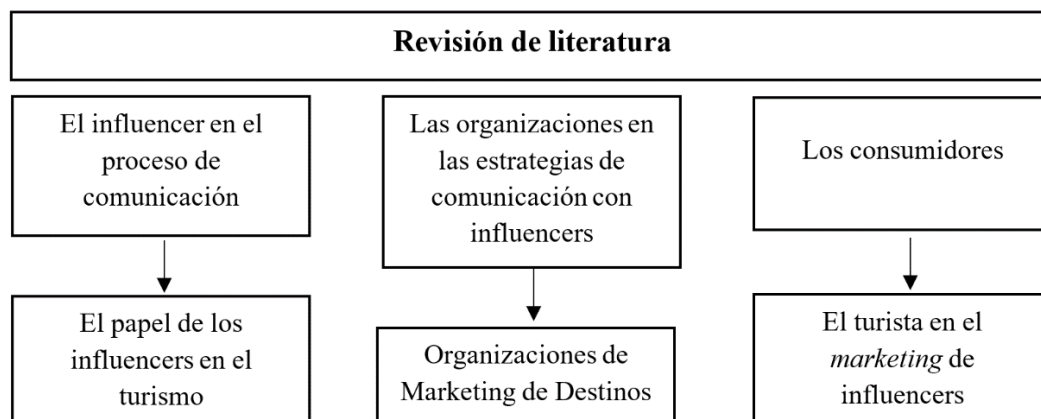 Revisión de literatura
El influencer en el
proceso de
comunicación
Las organizaciones en
las estrategias de
comunicación con
influencers
Los consumidores
El papel de los
influencers en el
turismo
Organizaciones de
Marketing de Destinos
El turista en el
marketing de
influencers